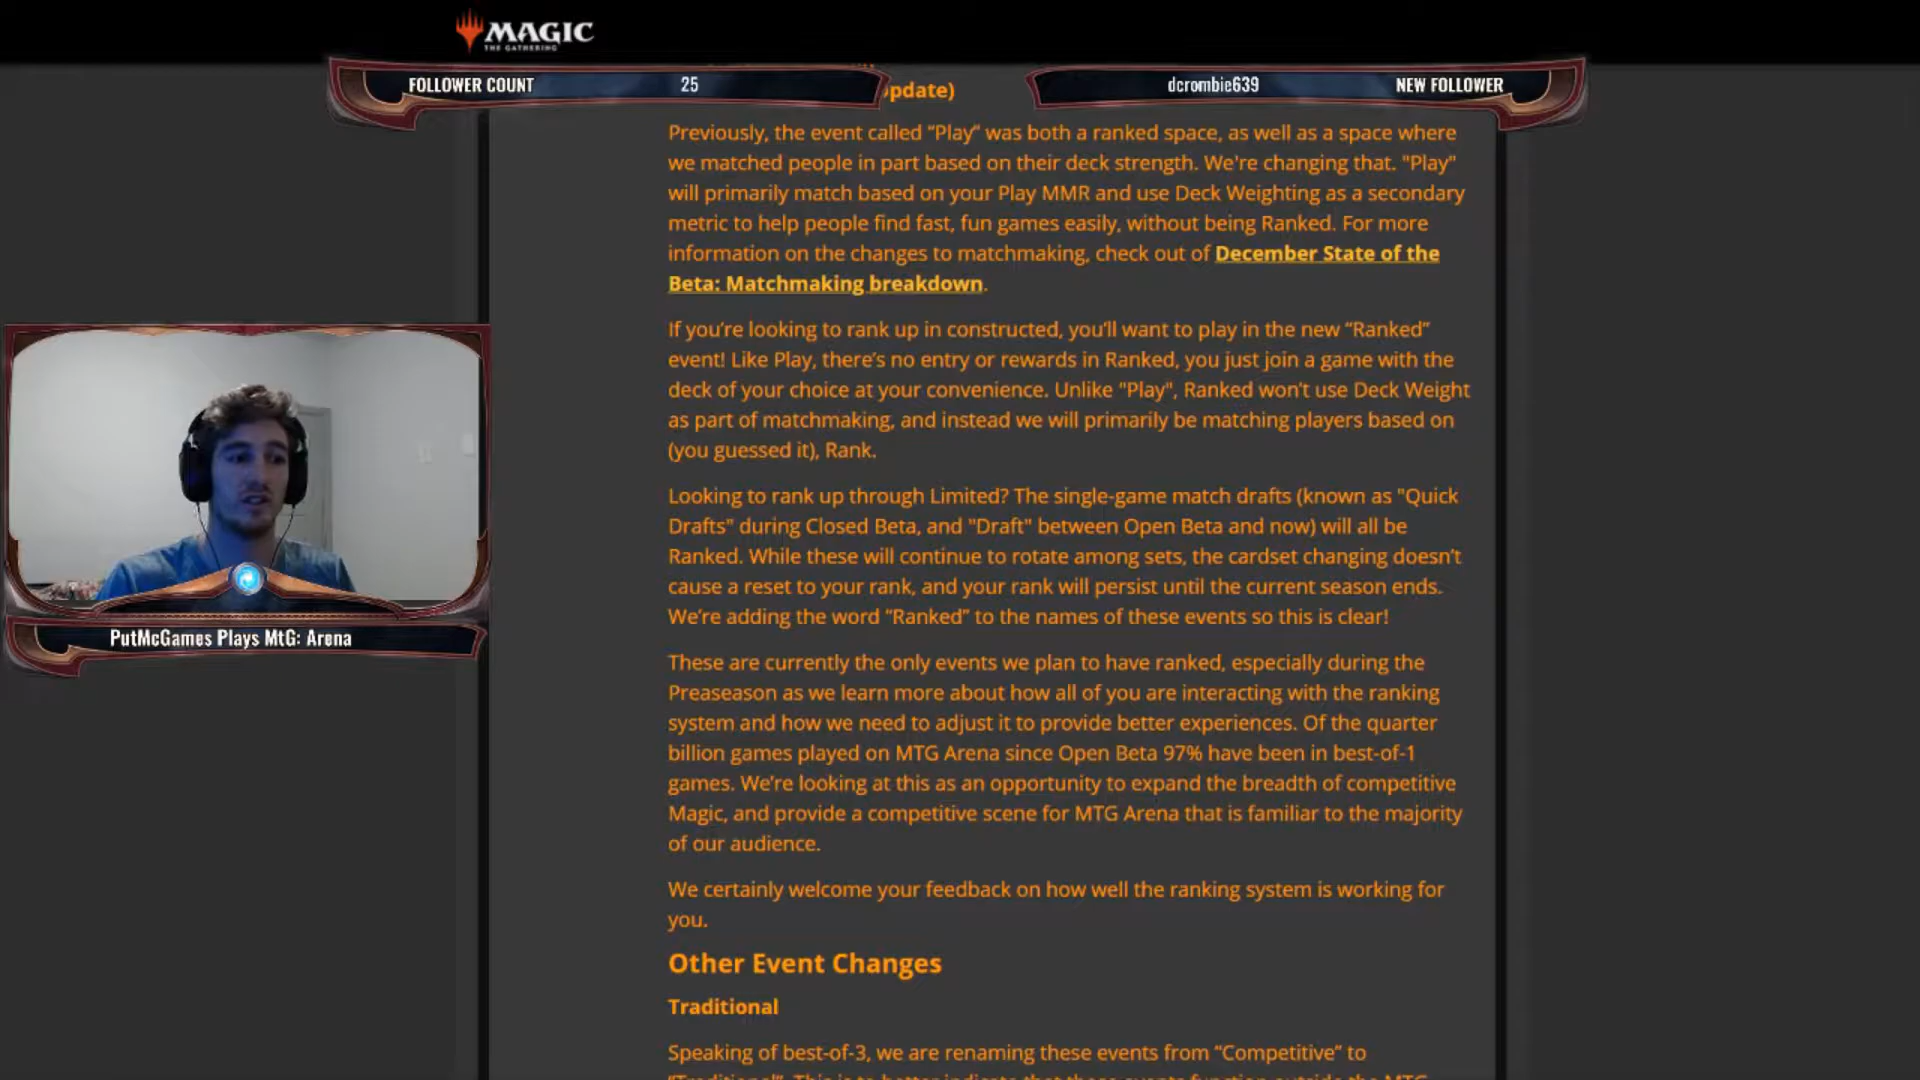 MAGIC
THE GATHERING
FOLLOWER COUNT 25
dcrombie639 NEW FOLLOWER
pdate)
Previously, the event called “Play” was both a ranked space, as well as a space where
we matched people in part based on their deck strength. We're changing that. "Play"
will primarily match based on your Play MMR and use Deck Weighting as a secondary
metric to help people find fast, fun games easily, without being Ranked. For more
information on the changes to matchmaking, check out of December State of the
Beta: Matchmaking breakdown.
If you’re looking to rank up in constructed, you’ll want to play in the new “Ranked”
event! Like Play, there’s no entry or rewards in Ranked, you just join a game with the
deck of your choice at your convenience. Unlike "Play", Ranked won’t use Deck Weight
as part of matchmaking, and instead we will primarily be matching players based on
(you guessed it), Rank.
Looking to rank up through Limited? The single-game match drafts (known as "Quick
Drafts" during Closed Beta, and "Draft" between Open Beta and now) will all be
Ranked. While these will continue to rotate among sets, the cardset changing doesn’t
cause a reset to your rank, and your rank will persist until the current season ends.
We’re adding the word “Ranked” to the names of these events so this is clear!
These are currently the only events we plan to have ranked, especially during the
Preaseason as we learn more about how all of you are interacting with the ranking
system and how we need to adjust it to provide better experiences. Of the quarter
billion games played on MTG Arena since Open Beta 97% have been in best-of-1
games. We’re looking at this as an opportunity to expand the breadth of competitive
Magic, and provide a competitive scene for MTG Arena that is familiar to the majority
of our audience.
We certainly welcome your feedback on how well the ranking system is working for
you.
Other Event Changes
Traditional
Speaking of best-of-3, we are renaming these events from “Competitive” to
PutMcGames Plays MtG: Arena